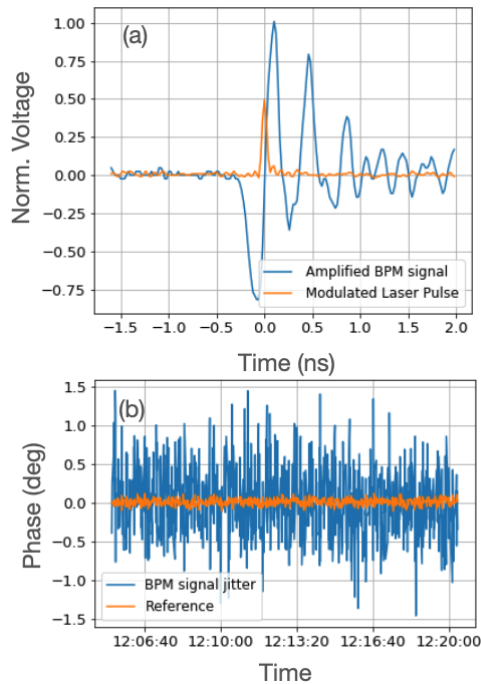 (a)
1.00
0.75
0.50
0.25
0.00
−0.25
−0.50
−0.75
Norm. Voltage
Amplified BPM signal
Modulated Laser Pulse
−1.5 −1.0 −0.5 0.0 0.5 1.0 1.5 2.0
Time (ns)
(b)
1.5
1.0
0.5
0.0
−0.5
−1.0
−1.5
Phase (deg)
BPM signal jitter
Reference
12:06:40 12:10:00 12:13:20 12:16:40 12:20:00
Time